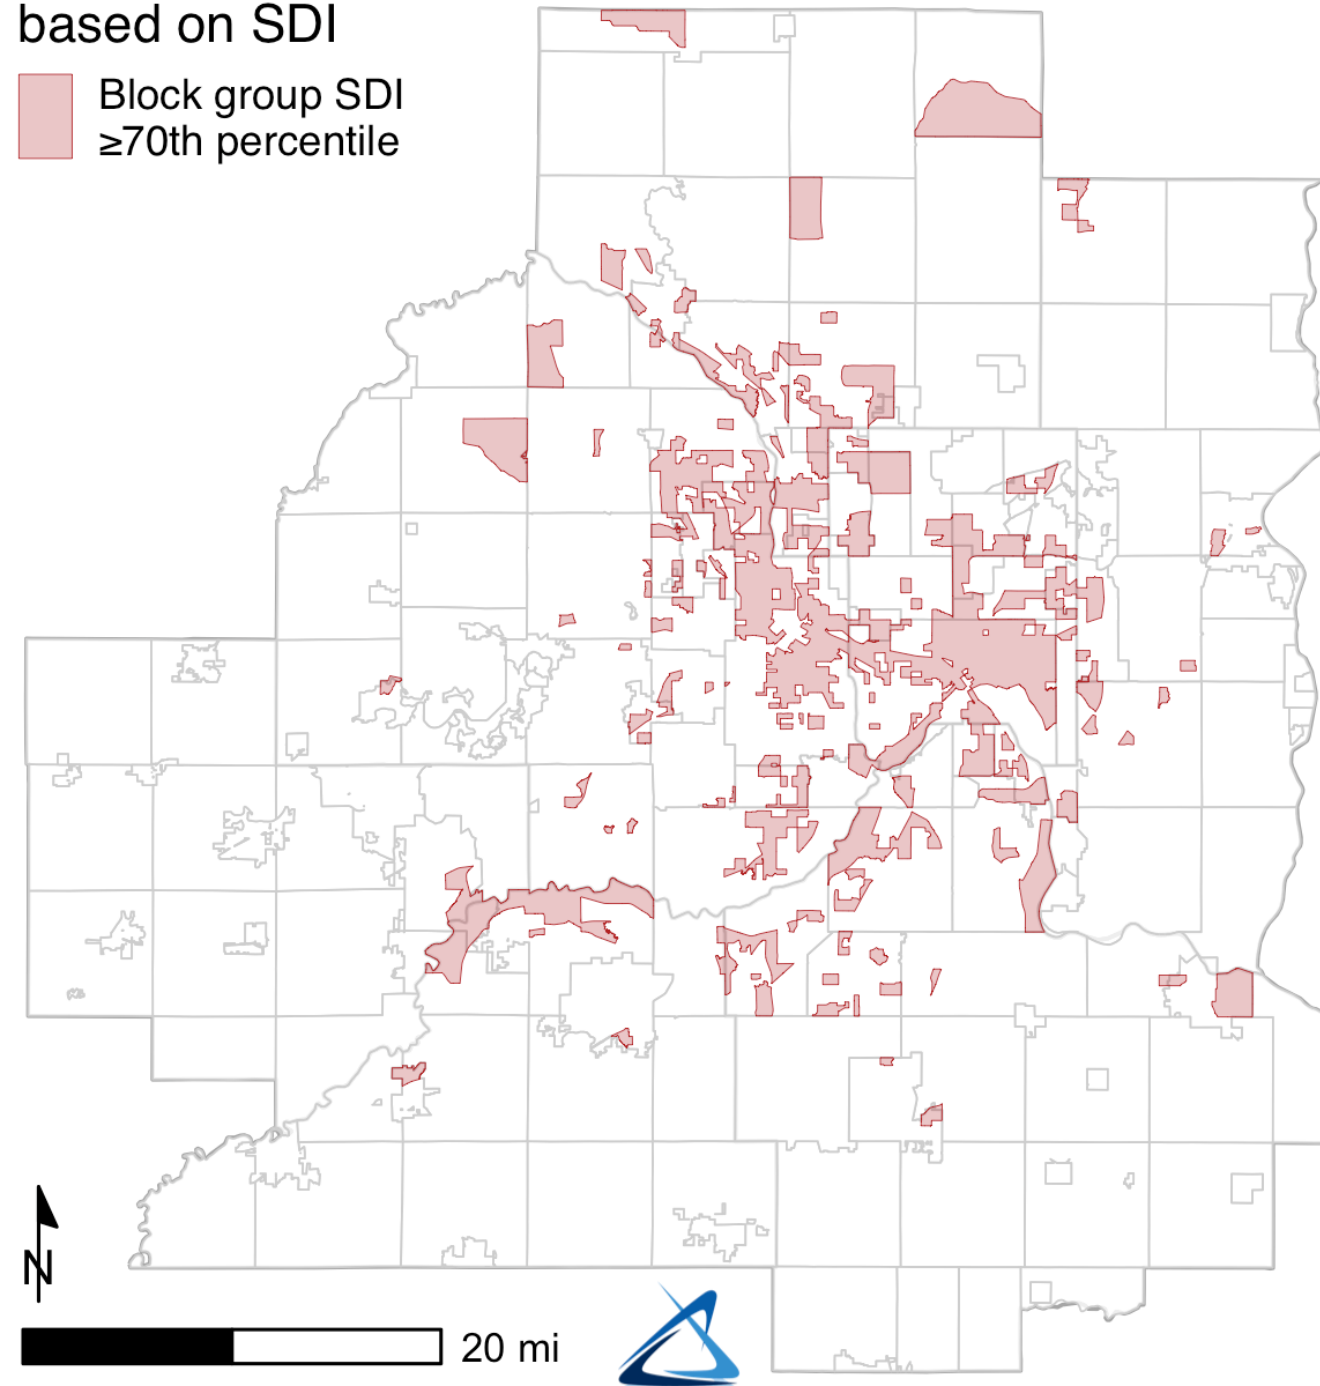 based on SDI
Block group SDI
≥70th percentile
N
20 mi